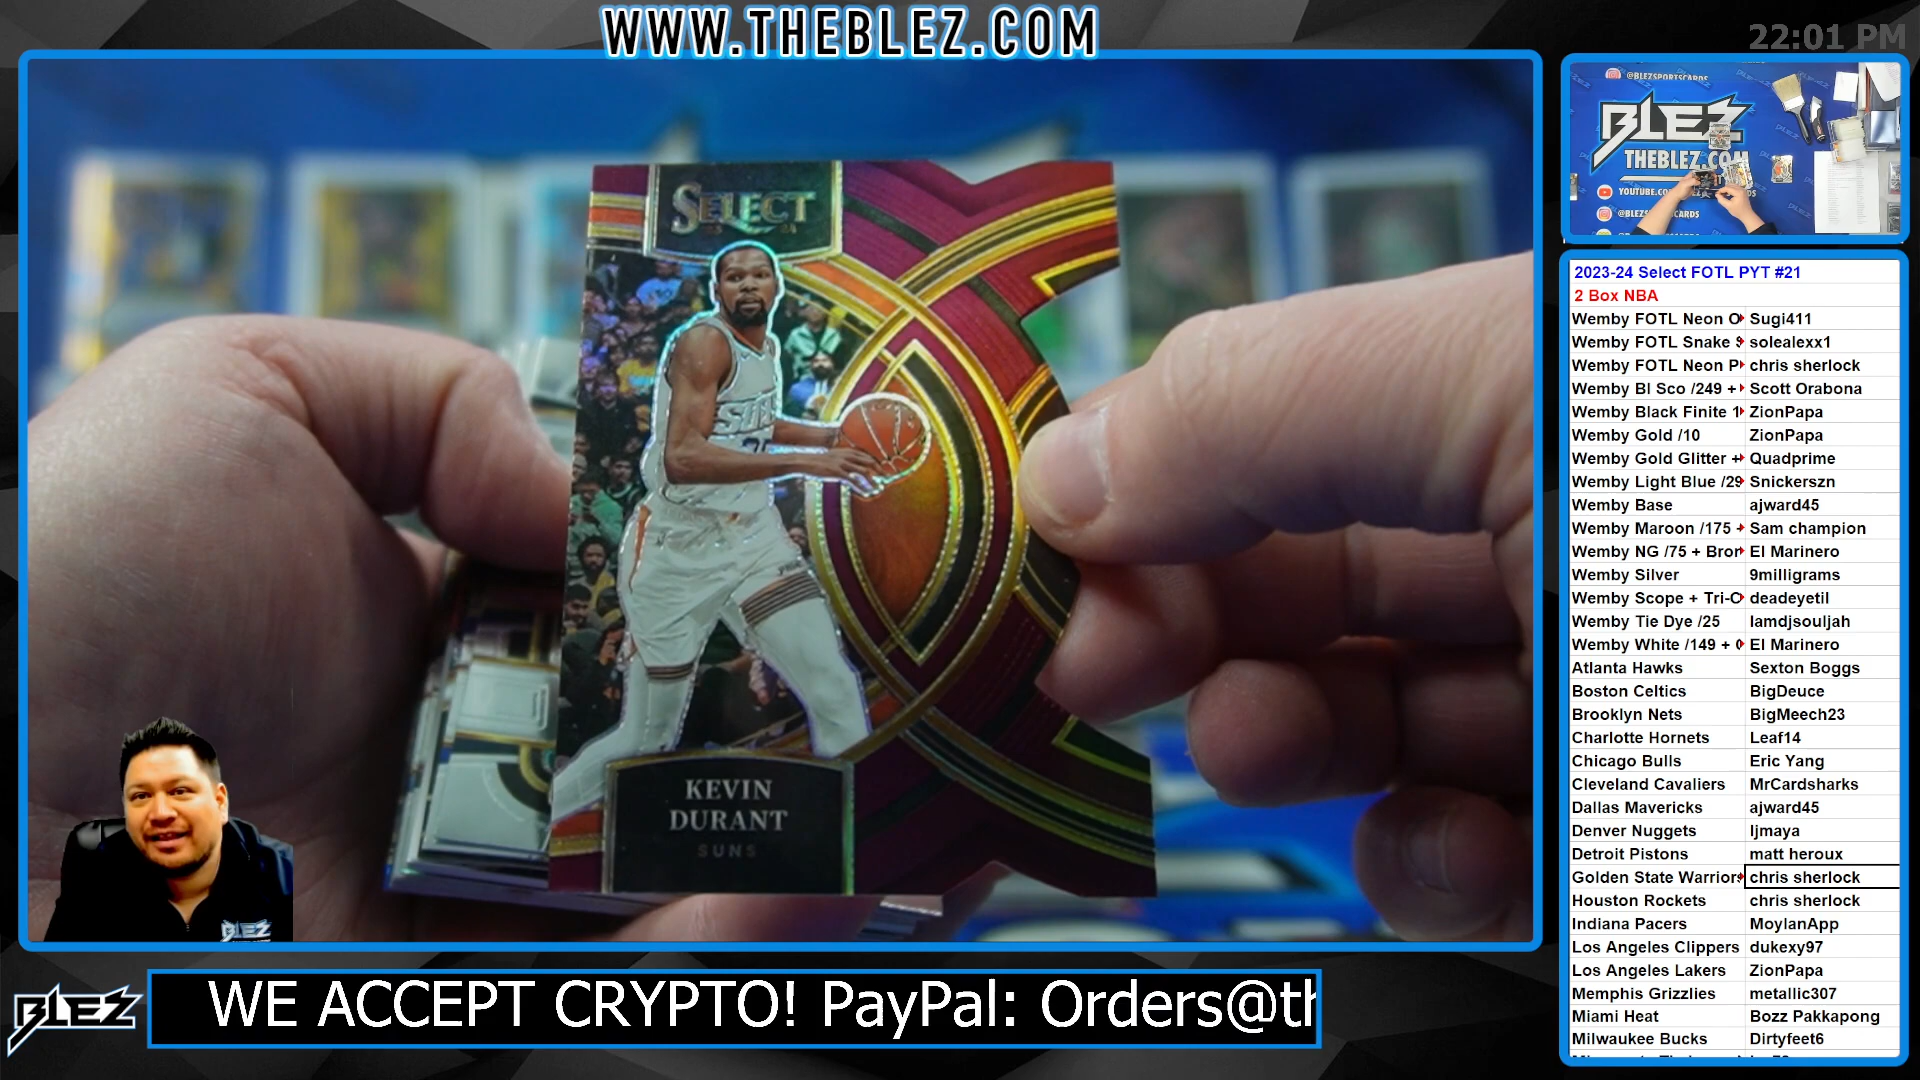 WWW.THEBLEZ.COM
22:01 PM
SELECT
SUNS
KEVIN
DURANT
SUNS
@BLEZSPORTSCARDS
BLEZ
THEBLEZ.COM
2023-24 Select FOTL PYT #21
2 Box NBA
Wemby FOTL Neon O Sugi411
Wemby FOTL Snake solealexx1
Wemby FOTL Neon P chris sherlock
Wemby Bl Sco /249 + Scott Orabona
Wemby Black Finite 1 ZionPapa
Wemby Gold /10 ZionPapa
Wemby Gold Glitter + Quadprime
Wemby Light Blue /29 Snickerszn
Wemby Base ajward45
Wemby Maroon /175 + Sam champion
Wemby NG /75 + Bron El Marinero
Wemby Silver 9milligrams
Wemby Scope + Tri-C deadeyetil
Wemby Tie Dye /25 Iamdjsouljah
Wemby White /149 + El Marinero
Atlanta Hawks Sexton Boggs
Boston Celtics BigDeuce
Brooklyn Nets BigMeech23
Charlotte Hornets Leaf14
Chicago Bulls Eric Yang
Cleveland Cavaliers MrCardsharks
Dallas Mavericks ajward45
Denver Nuggets ljmaya
Detroit Pistons matt heroux
Golden State Warriors chris sherlock
Houston Rockets chris sherlock
Indiana Pacers MoylanApp
Los Angeles Clippers dukexy97
Los Angeles Lakers ZionPapa
Memphis Grizzlies metallic307
Miami Heat Bozz Pakkapong
Milwaukee Bucks Dirtyfeet6
BLEZ
BLEZ
WE ACCEPT CRYPTO! PayPal: Orders@th